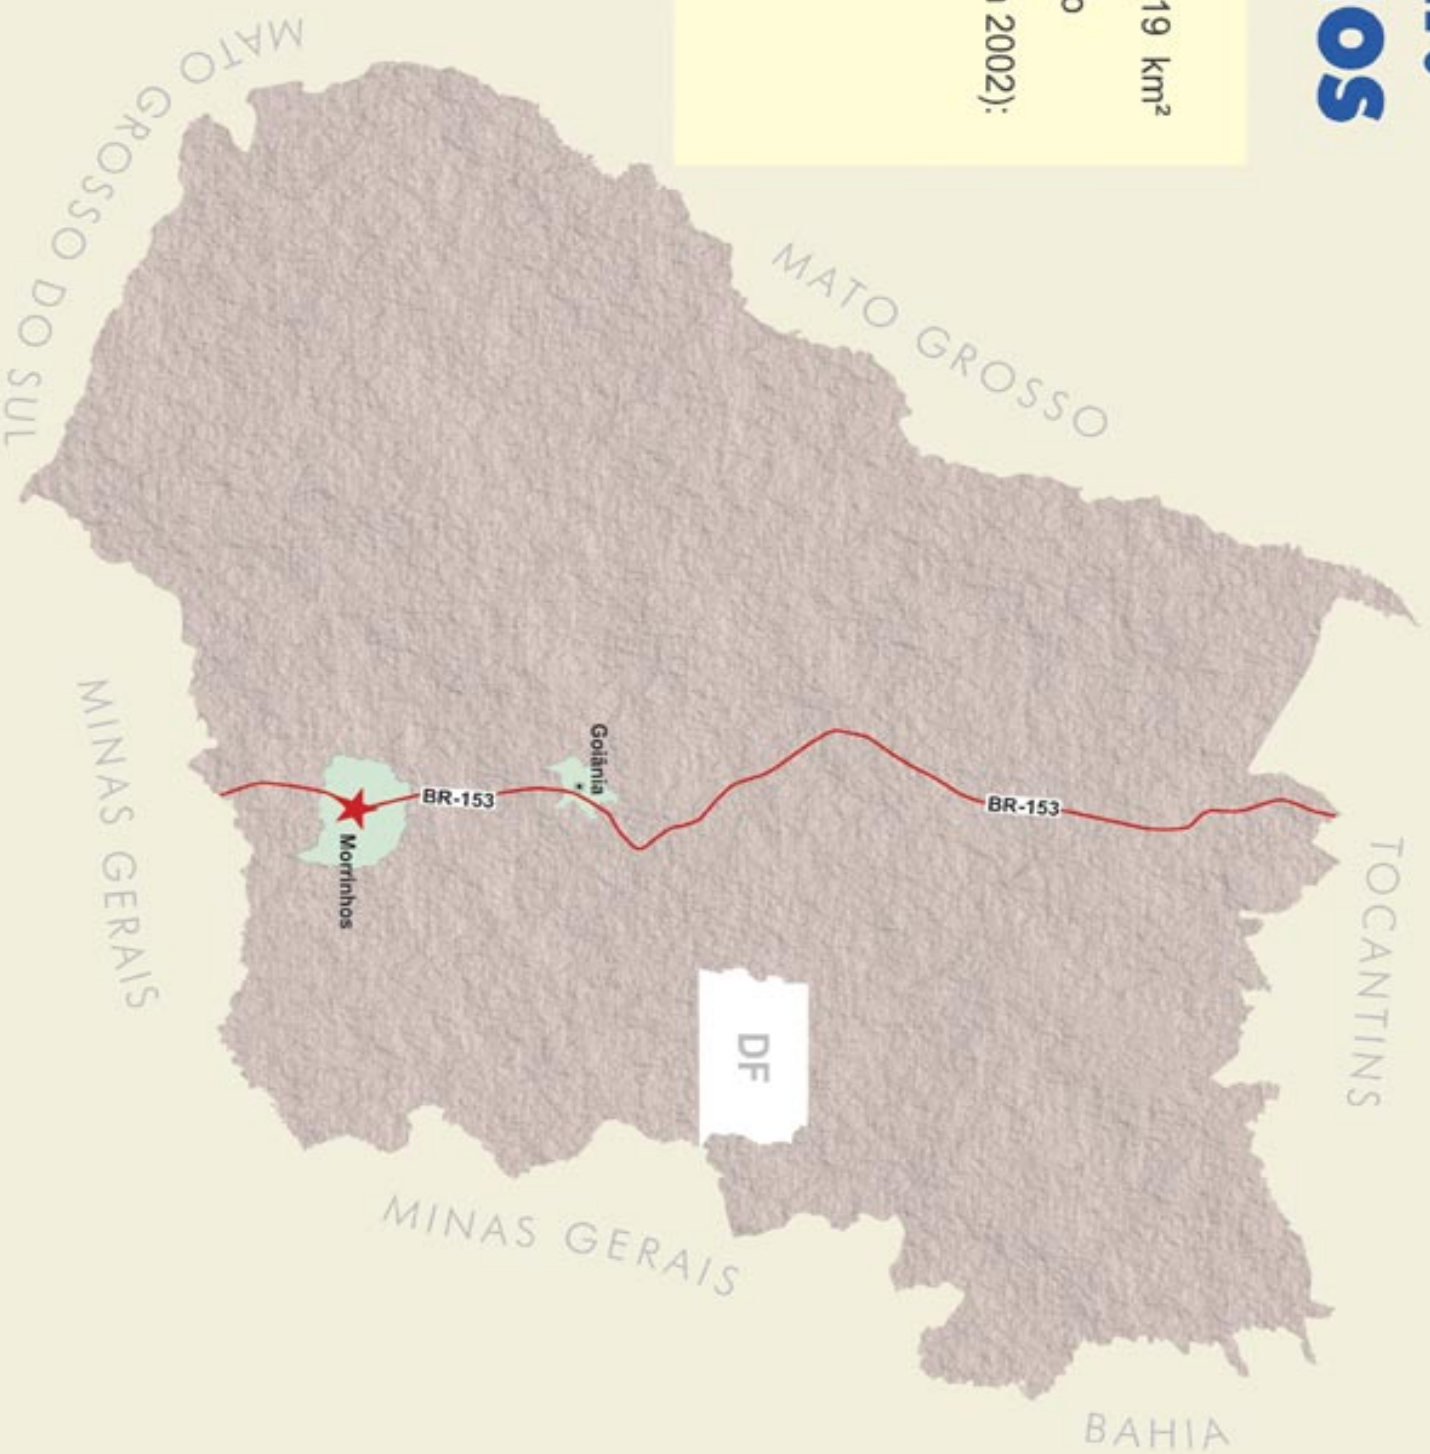 os
19 km²
o
2002):
TOCANTINS
BAHIA
MATO GROSSO
BR-153
DF
Goiânia
MINAS GERAIS
BR-153
Morrinhos
MATO GROSSO DO SUL
MINAS GERAIS